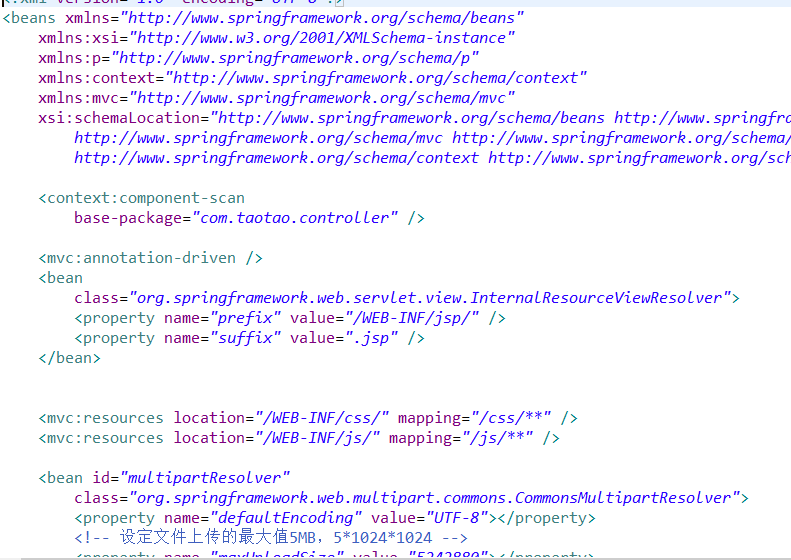 <?xml version="1.0" encoding="UTF-8"?>
<beans xmlns="http://www.springframework.org/schema/beans"
xmlns:xsi="http://www.w3.org/2001/XMLSchema-instance"
xmlns:p="http://www.springframework.org/schema/p"
xmlns:context="http://www.springframework.org/schema/context"
xmlns:mvc="http://www.springframework.org/schema/mvc"
xsi:schemaLocation="http://www.springframework.org/schema/beans http://www.springfra
http://www.springframework.org/schema/mvc http://www.springframework.org/schema/
http://www.springframework.org/schema/context http://www.springframework.org/sch
<context:component-scan
base-package="com.taotao.controller" />
<mvc:annotation-driven />
<bean
class="org.springframework.web.servlet.view.InternalResourceViewResolver">
<property name="prefix" value="/WEB-INF/jsp/" />
<property name="suffix" value=".jsp" />
</bean>
<mvc:resources location="/WEB-INF/css/" mapping="/css/**" />
<mvc:resources location="/WEB-INF/js/" mapping="/js/**" />
<bean id="multipartResolver"
class="org.springframework.web.multipart.commons.CommonsMultipartResolver">
<property name="defaultEncoding" value="UTF-8"></property>
<!-- 设定文件上传的最大值5MB，5*1024*1024 -->
<property name="maxUploadSize" value="5242880"></property>